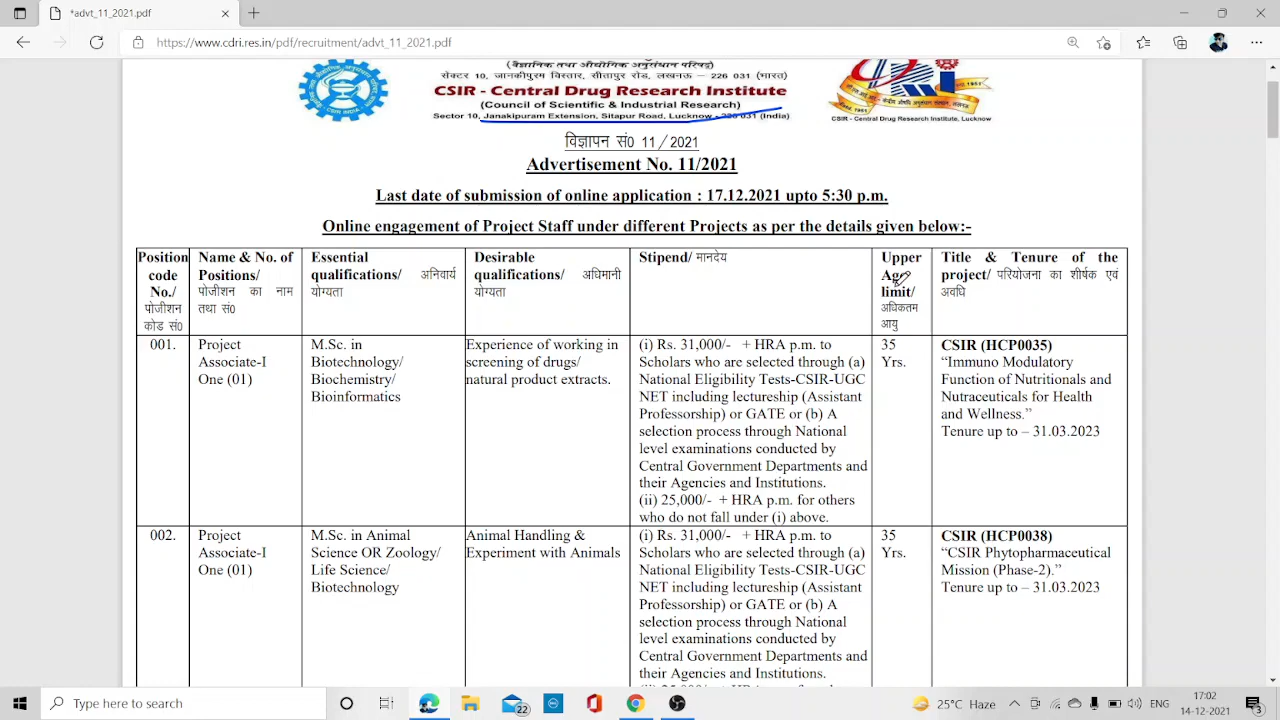 *advt_11_2021.pdf
https://www.cdri.res.in/pdf/recruitment/advt_11_2021.pdf
(वैज्ञानिक तथा औद्योगिक अनुसंधान परिषद)
सेक्टर 10, जानकीपुरम विस्तार, सीतापुर रोड, लखनऊ – 226 031 (भारत)
CSIR - Central Drug Research Institute
(Council of Scientific & Industrial Research)
Sector 10, Janakipuram Extension, Sitapur Road, Lucknow - 226 031 (India)
CSIR - Central Drug Research Institute, Lucknow
विज्ञापन सं0 11/2021
Advertisement No. 11/2021
Last date of submission of online application : 17.12.2021 upto 5:30 p.m.
Online engagement of Project Staff under different Projects as per the details given below:-
Position
code
No./
पोजीशन
कोड सं0
Name & No. of
Positions/
पोजीशन का नाम
तथा सं0
Essential
qualifications/ अनिवार्य
योग्यता
Desirable
qualifications/ अधिमानी
योग्यता
Stipend/ मानदेय
Upper
Age
limit/
अधिकतम
आयु
Title & Tenure of the
project/ परियोजना का शीर्षक एवं
अवधि
001.
Project
Associate-I
One (01)
M.Sc. in
Biotechnology/
Biochemistry/
Bioinformatics
Experience of working in
screening of drugs/
natural product extracts.
(i) Rs. 31,000/- + HRA p.m. to
Scholars who are selected through (a)
National Eligibility Tests-CSIR-UGC
NET including lectureship (Assistant
Professorship) or GATE or (b) A
selection process through National
level examinations conducted by
Central Government Departments and
their Agencies and Institutions.
(ii) 25,000/- + HRA p.m. for others
who do not fall under (i) above.
35
Yrs.
CSIR (HCP0035)
“Immuno Modulatory
Function of Nutritionals and
Nutraceuticals for Health
and Wellness.”
Tenure up to – 31.03.2023
002.
Project
Associate-I
One (01)
M.Sc. in Animal
Science OR Zoology/
Life Science/
Biotechnology
Animal Handling &
Experiment with Animals
(i) Rs. 31,000/- + HRA p.m. to
Scholars who are selected through (a)
National Eligibility Tests-CSIR-UGC
NET including lectureship (Assistant
Professorship) or GATE or (b) A
selection process through National
level examinations conducted by
Central Government Departments and
their Agencies and Institutions.
35
Yrs.
CSIR (HCP0038)
“CSIR Phytopharmaceutical
Mission (Phase-2).”
Tenure up to – 31.03.2023
Type here to search
22
25°C Haze
ENG
17:02
14-12-2021
3